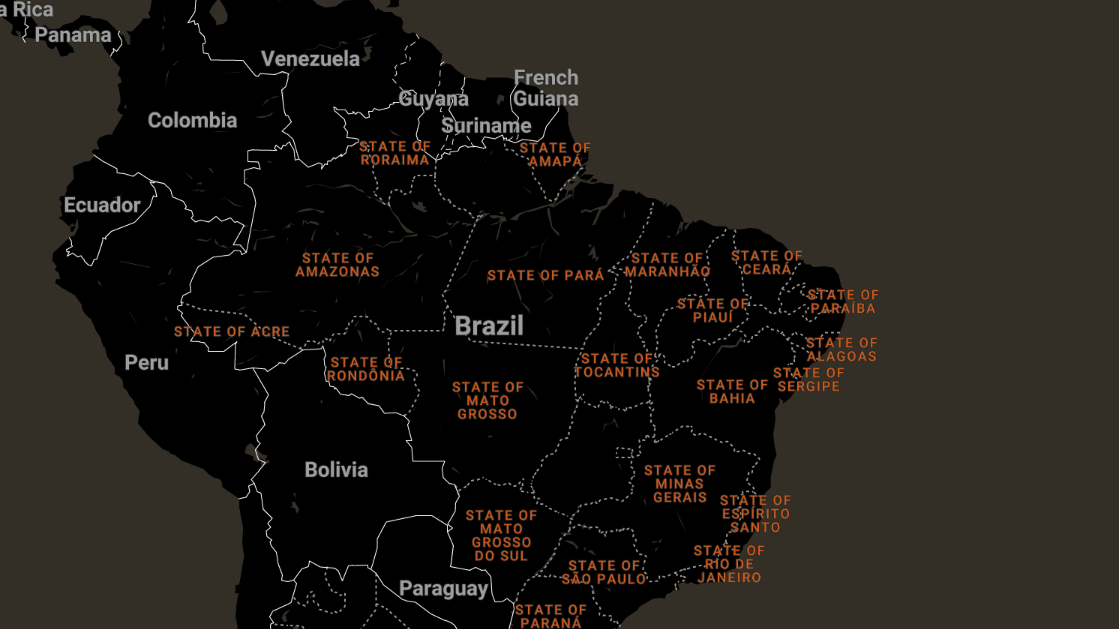 a Rica
Panama
Venezuela
French
Guiana
Guyana
Colombia
Suriname
STATE OF
RORAIMA
STATE OF
AMAPÁ
Ecuador
STATE OF
AMAZONAS
STATE OF PARÁ
STATE OF
MARANHÃO
STATE OF
CEARÁ
STATE OF
PARAÍBA
STATE OF
PIAUÍ
STATE OF ACRE
Brazil
Peru
STATE OF
RONDÔNIA
STATE OF
TOCANTINS
STATE OF
ALAGOAS
STATE OF
SERGIPE
STATE OF
MATO
GROSSO
STATE OF
BAHIA
Bolivia
STATE OF
MINAS
GERAIS
STATE OF
ESPÍRITO
SANTO
STATE OF
MATO
GROSSO
DO SUL
STATE OF
RIO DE
JANEIRO
STATE OF
SÃO PAULO
Paraguay
STATE OF
PARANÁ